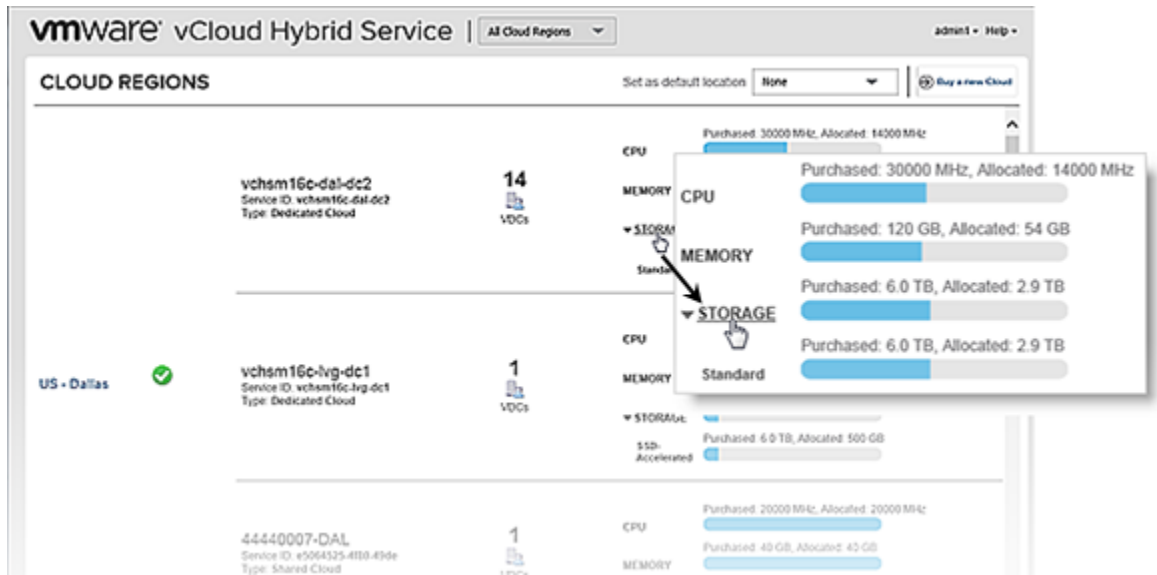 vmware® vCloud Hybrid Service | All Cloud Regions
admin1 Help
CLOUD REGIONS
Set as default location None
Buy a new Cloud
US - Dallas
vchsm16c-dal-dc2
Service ID: vchsm16c-dal-dc2
Type: Dedicated Cloud
14
VDCs
Purchased: 30000 MHz, Allocated: 14000 MHz
CPU
MEMORY
Purchased: 30000 MHz, Allocated: 14000 MHz
CPU
Purchased: 120 GB, Allocated: 54 GB
MEMORY
Purchased: 6.0 TB, Allocated: 2.9 TB
STORAGE
Purchased: 6.0 TB, Allocated: 2.9 TB
Standard
vchsm16c-lvg-dc1
Service ID: vchsm16c-lvg-dc1
Type: Dedicated Cloud
1
VDCs
CPU
MEMORY
STORAGE
Purchased: 6.0 TB, Allocated: 500 GB
SSD-
Accelerated
44440007-DAL
Service ID:
Type: Shared Cloud
1
VDCs
Purchased: 20000 MHz, Allocated: 20000 MHz
CPU
Purchased: 40 GB, Allocated: 40 GB
MEMORY